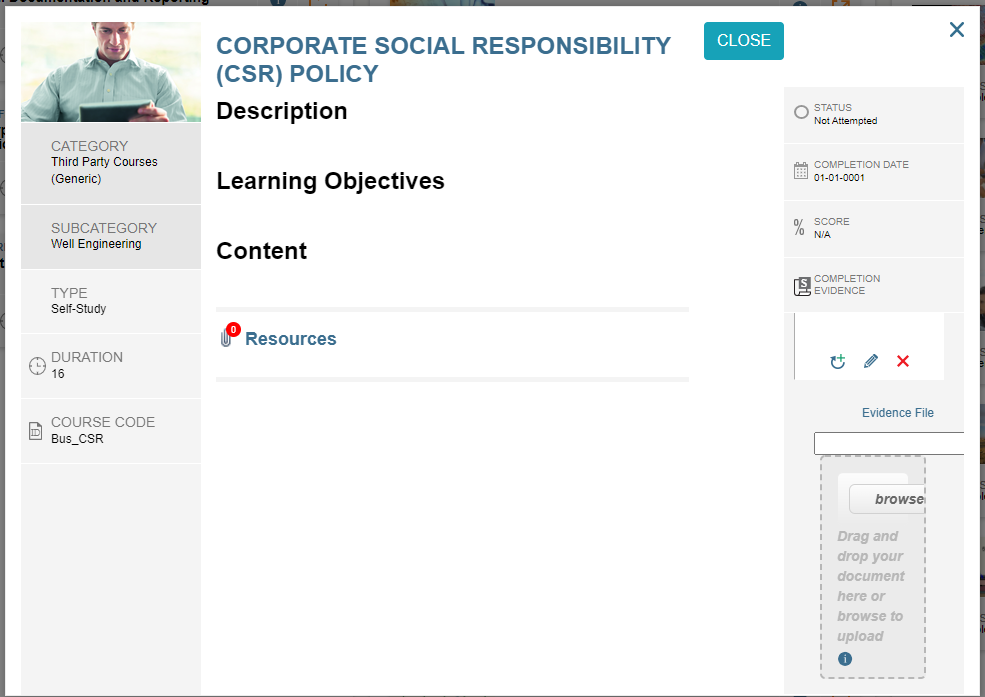 CORPORATE SOCIAL RESPONSIBILITY
(CSR) POLICY
CLOSE
Description
Learning Objectives
Content
0
Resources
CATEGORY
Third Party Courses
(Generic)
SUBCATEGORY
Well Engineering
TYPE
Self-Study
DURATION
16
ID
COURSE CODE
Bus_CSR
STATUS
Not Attempted
COMPLETION DATE
01-01-0001
%
SCORE
N/A
S
COMPLETION
EVIDENCE
Evidence File
browse
Drag and
drop your
document
here or
browse to
upload
i